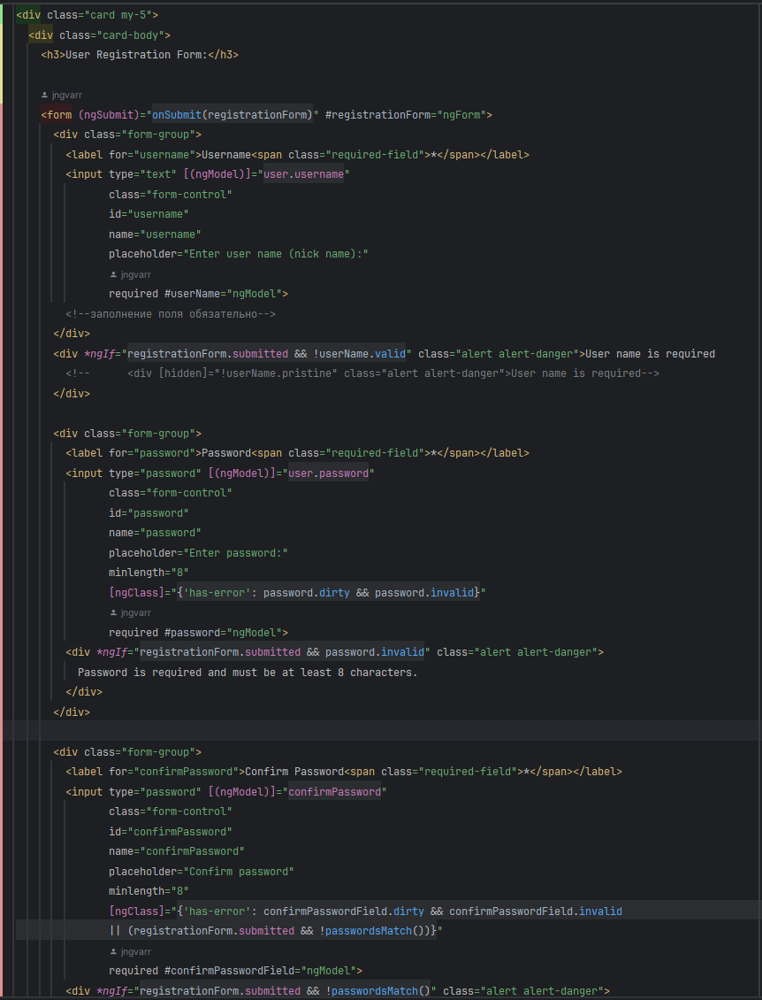 <div class="card my-5">
<div class="card-body">
<h3>User Registration Form:</h3>
jngvarr
<form (ngSubmit)="onSubmit(registrationForm)" #registrationForm="ngForm">
<div class="form-group">
<label for="username">Username<span class="required-field">*</span></label>
<input type="text" [(ngModel)]="user.username"
class="form-control"
id="username"
name="username"
placeholder="Enter user name (nick name):"
jngvarr
required #userName="ngModel">
<!--заполнение поля обязательно-->
</div>
<div *ngIf="registrationForm.submitted && !userName.valid" class="alert alert-danger">User name is required
<!-- <div [hidden]="!userName.pristine" class="alert alert-danger">User name is required-->
</div>
<div class="form-group">
<label for="password">Password<span class="required-field">*</span></label>
<input type="password" [(ngModel)]="user.password"
class="form-control"
id="password"
name="password"
placeholder="Enter password:"
minlength="8"
[ngClass]="{'has-error': password.dirty && password.invalid}"
jngvarr
required #password="ngModel">
<div *ngIf="registrationForm.submitted && password.invalid" class="alert alert-danger">
Password is required and must be at least 8 characters.
</div>
</div>
<div class="form-group">
<label for="confirmPassword">Confirm Password<span class="required-field">*</span></label>
<input type="password" [(ngModel)]="confirmPassword"
class="form-control"
id="confirmPassword"
name="confirmPassword"
placeholder="Confirm password"
minlength="8"
[ngClass]="{'has-error': confirmPasswordField.dirty && confirmPasswordField.invalid
|| (registrationForm.submitted && !passwordsMatch())}"
jngvarr
required #confirmPasswordField="ngModel">
<div *ngIf="registrationForm.submitted && !passwordsMatch()" class="alert alert-danger">